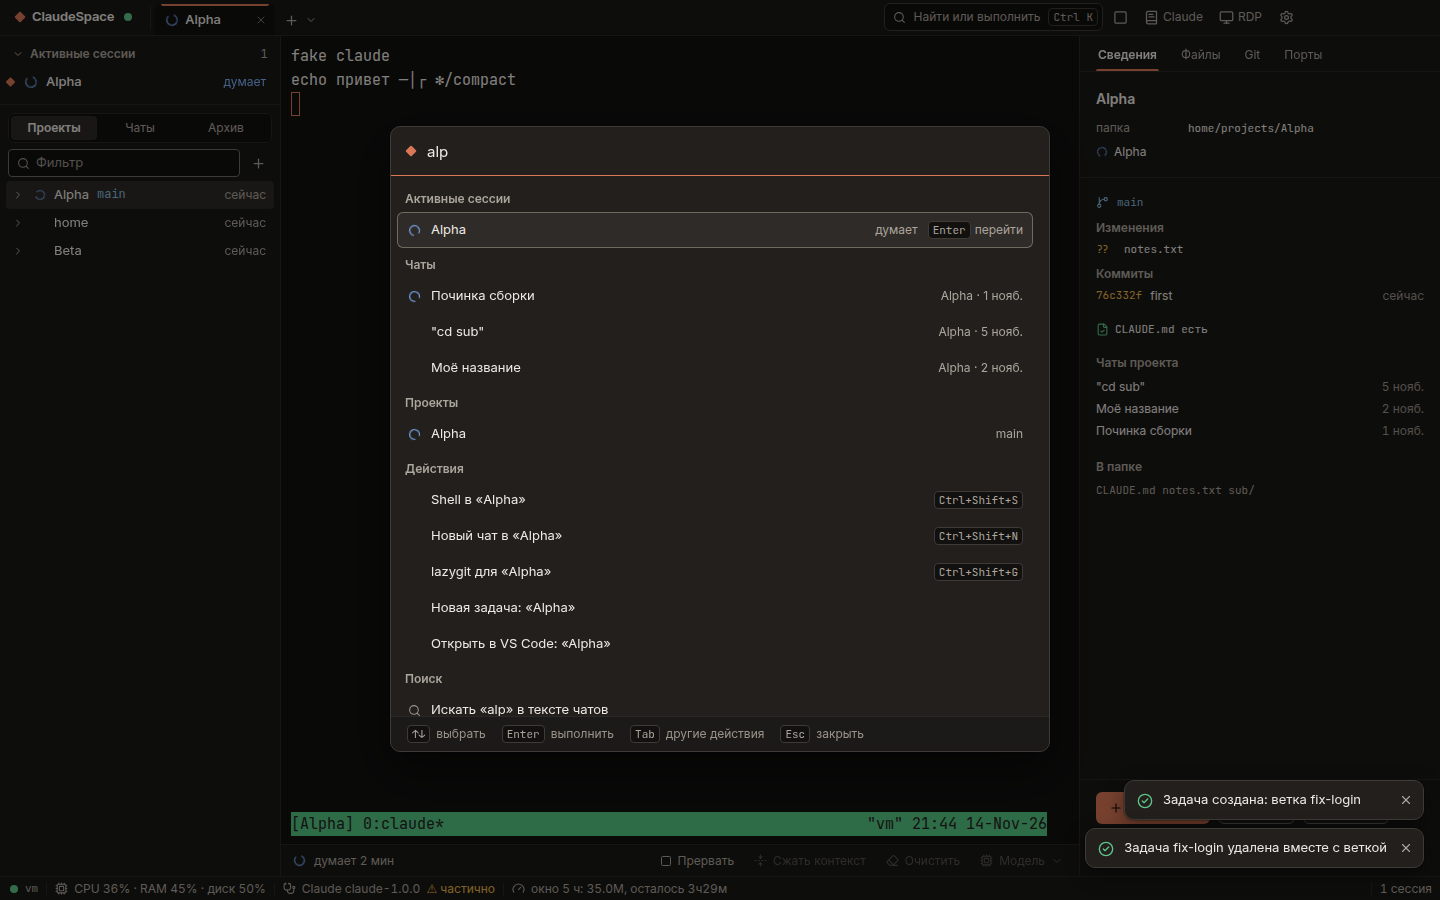 ClaudeSpace
Alpha
Найти или выполнить Ctrl K
Claude
RDP
Активные сессии 1
Alpha думает
Проекты Чаты Архив
Фильтр
Alpha main сейчас
home сейчас
Beta сейчас
fake claude
echo привет —│┌ ✻/compact
alp
Активные сессии
Alpha думает Enter перейти
Чаты
Починка сборки Alpha · 1 нояб.
"cd sub" Alpha · 5 нояб.
Моё название Alpha · 2 нояб.
Проекты
Alpha main
Действия
Shell в «Alpha» Ctrl+Shift+S
Новый чат в «Alpha» Ctrl+Shift+N
lazygit для «Alpha» Ctrl+Shift+G
Новая задача: «Alpha»
Открыть в VS Code: «Alpha»
Поиск
Искать «alp» в тексте чатов
↑↓ выбрать Enter выполнить Tab другие действия Esc закрыть
[Alpha] 0:claude* "vm" 21:44 14-Nov-26
думает 2 мин Прервать Сжать контекст Очистить Модель
Сведения Файлы Git Порты
Alpha
папка home/projects/Alpha
Alpha
main
Изменения
?? notes.txt
Коммиты
76c332f first сейчас
CLAUDE.md есть
Чаты проекта
"cd sub" 5 нояб.
Моё название 2 нояб.
Починка сборки 1 нояб.
В папке
CLAUDE.md notes.txt sub/
Задача создана: ветка fix-login
Задача fix-login удалена вместе с веткой
vm CPU 36% · RAM 45% · диск 50% Claude claude-1.0.0 частично окно 5 ч: 35.0M, осталось 3ч29м 1 сессия